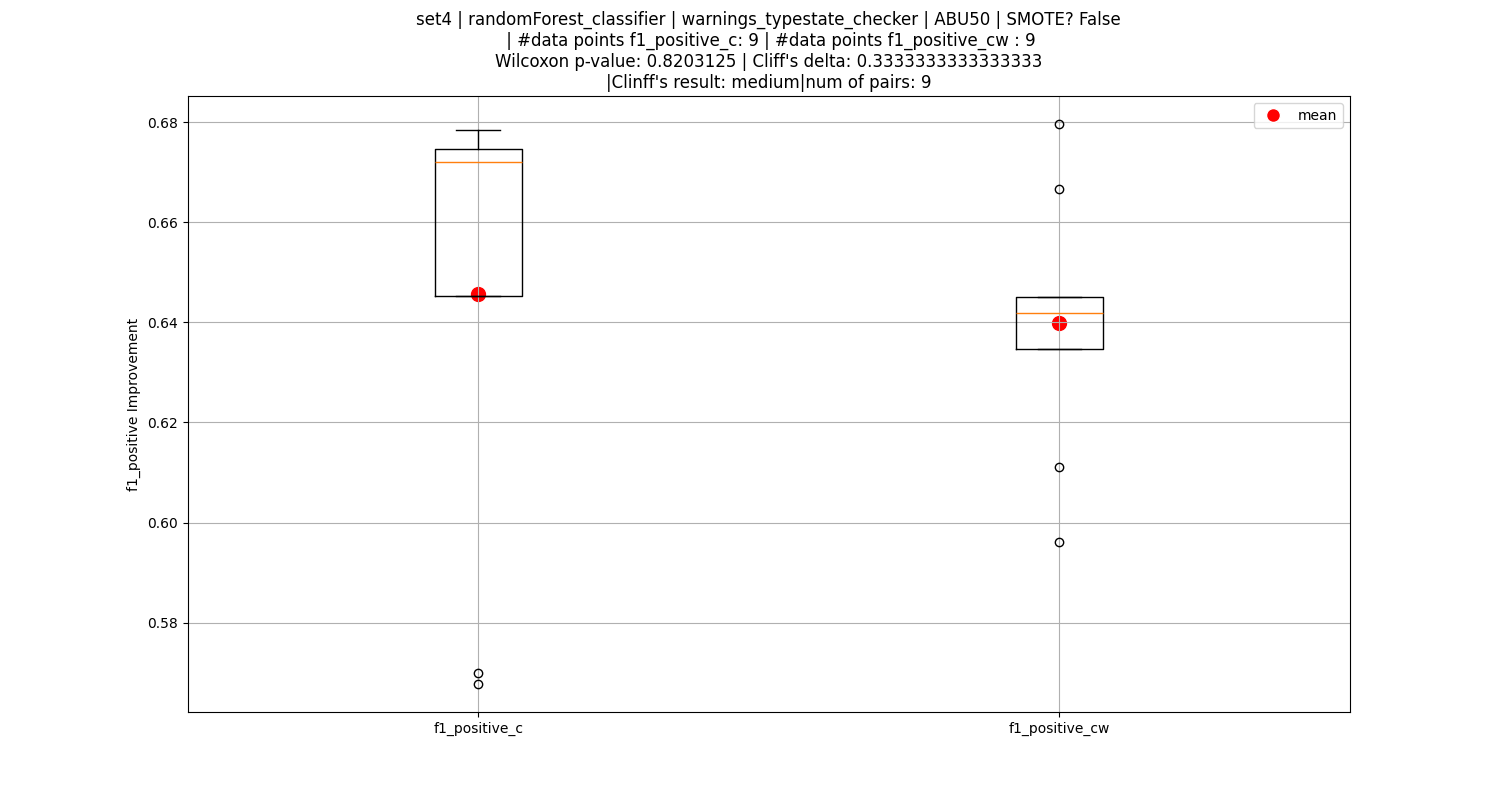 set4 | randomForest_classifier | warnings_typestate_checker | ABU50 | SMOTE? False
| #data points f1_positive_c: 9 | #data points f1_positive_cw : 9
Wilcoxon p-value: 0.8203125 | Cliff's delta: 0.3333333333333333
|Clinff's result: medium|num of pairs: 9
mean
0.68
0.66
0.64
0.62
0.60
0.58
f1_positive Improvement
f1_positive_c
f1_positive_cw